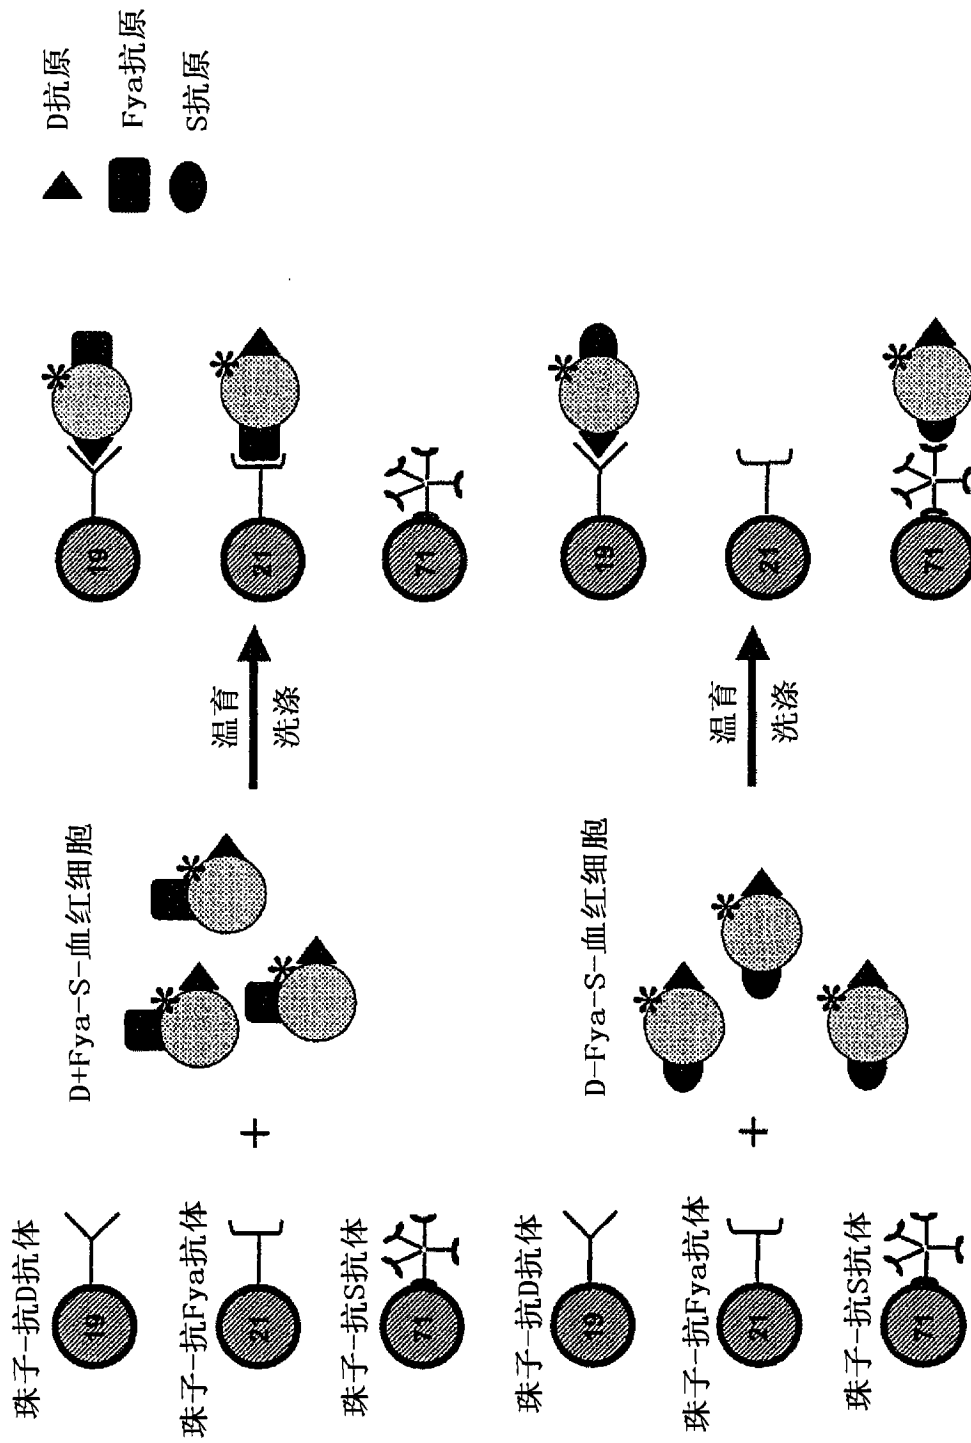 D抗原
Fya抗原
S抗原
珠子-抗D抗体
19
珠子-抗Fya抗体
21
珠子-抗S抗体
71
+
D+Fya-S-血红细胞
*
*
*
温育
洗涤
*
19
*
21
71
珠子-抗D抗体
19
珠子-抗Fya抗体
21
珠子-抗S抗体
71
+
D-Fya-S-血红细胞
*
*
*
温育
洗涤
*
19
21
*
71